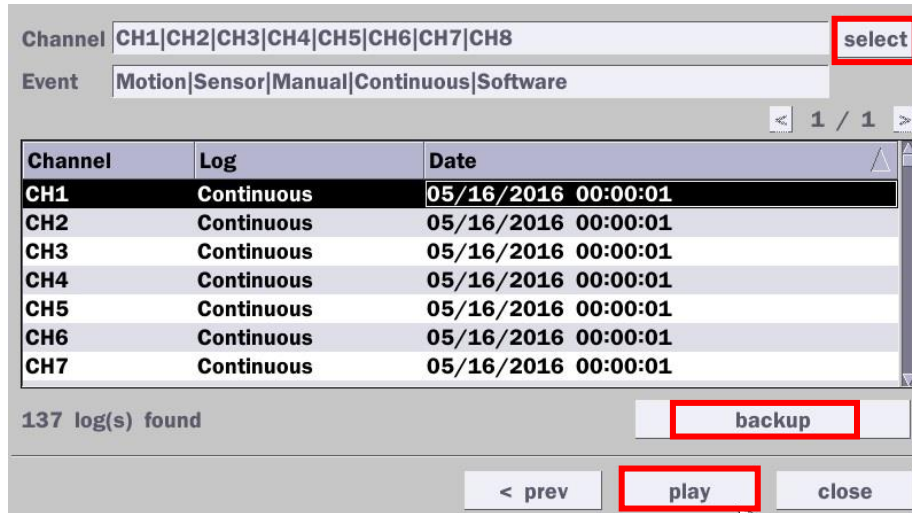 Channel CH1|CH2|CH3|CH4|CH5|CH6|CH7|CH8 select
Event Motion|Sensor|Manual|Continuous|Software
< 1 / 1 >
Channel Log Date
CH1 Continuous 05/16/2016 00:00:01
CH2 Continuous 05/16/2016 00:00:01
CH3 Continuous 05/16/2016 00:00:01
CH4 Continuous 05/16/2016 00:00:01
CH5 Continuous 05/16/2016 00:00:01
CH6 Continuous 05/16/2016 00:00:01
CH7 Continuous 05/16/2016 00:00:01
137 log(s) found backup
< prev play close